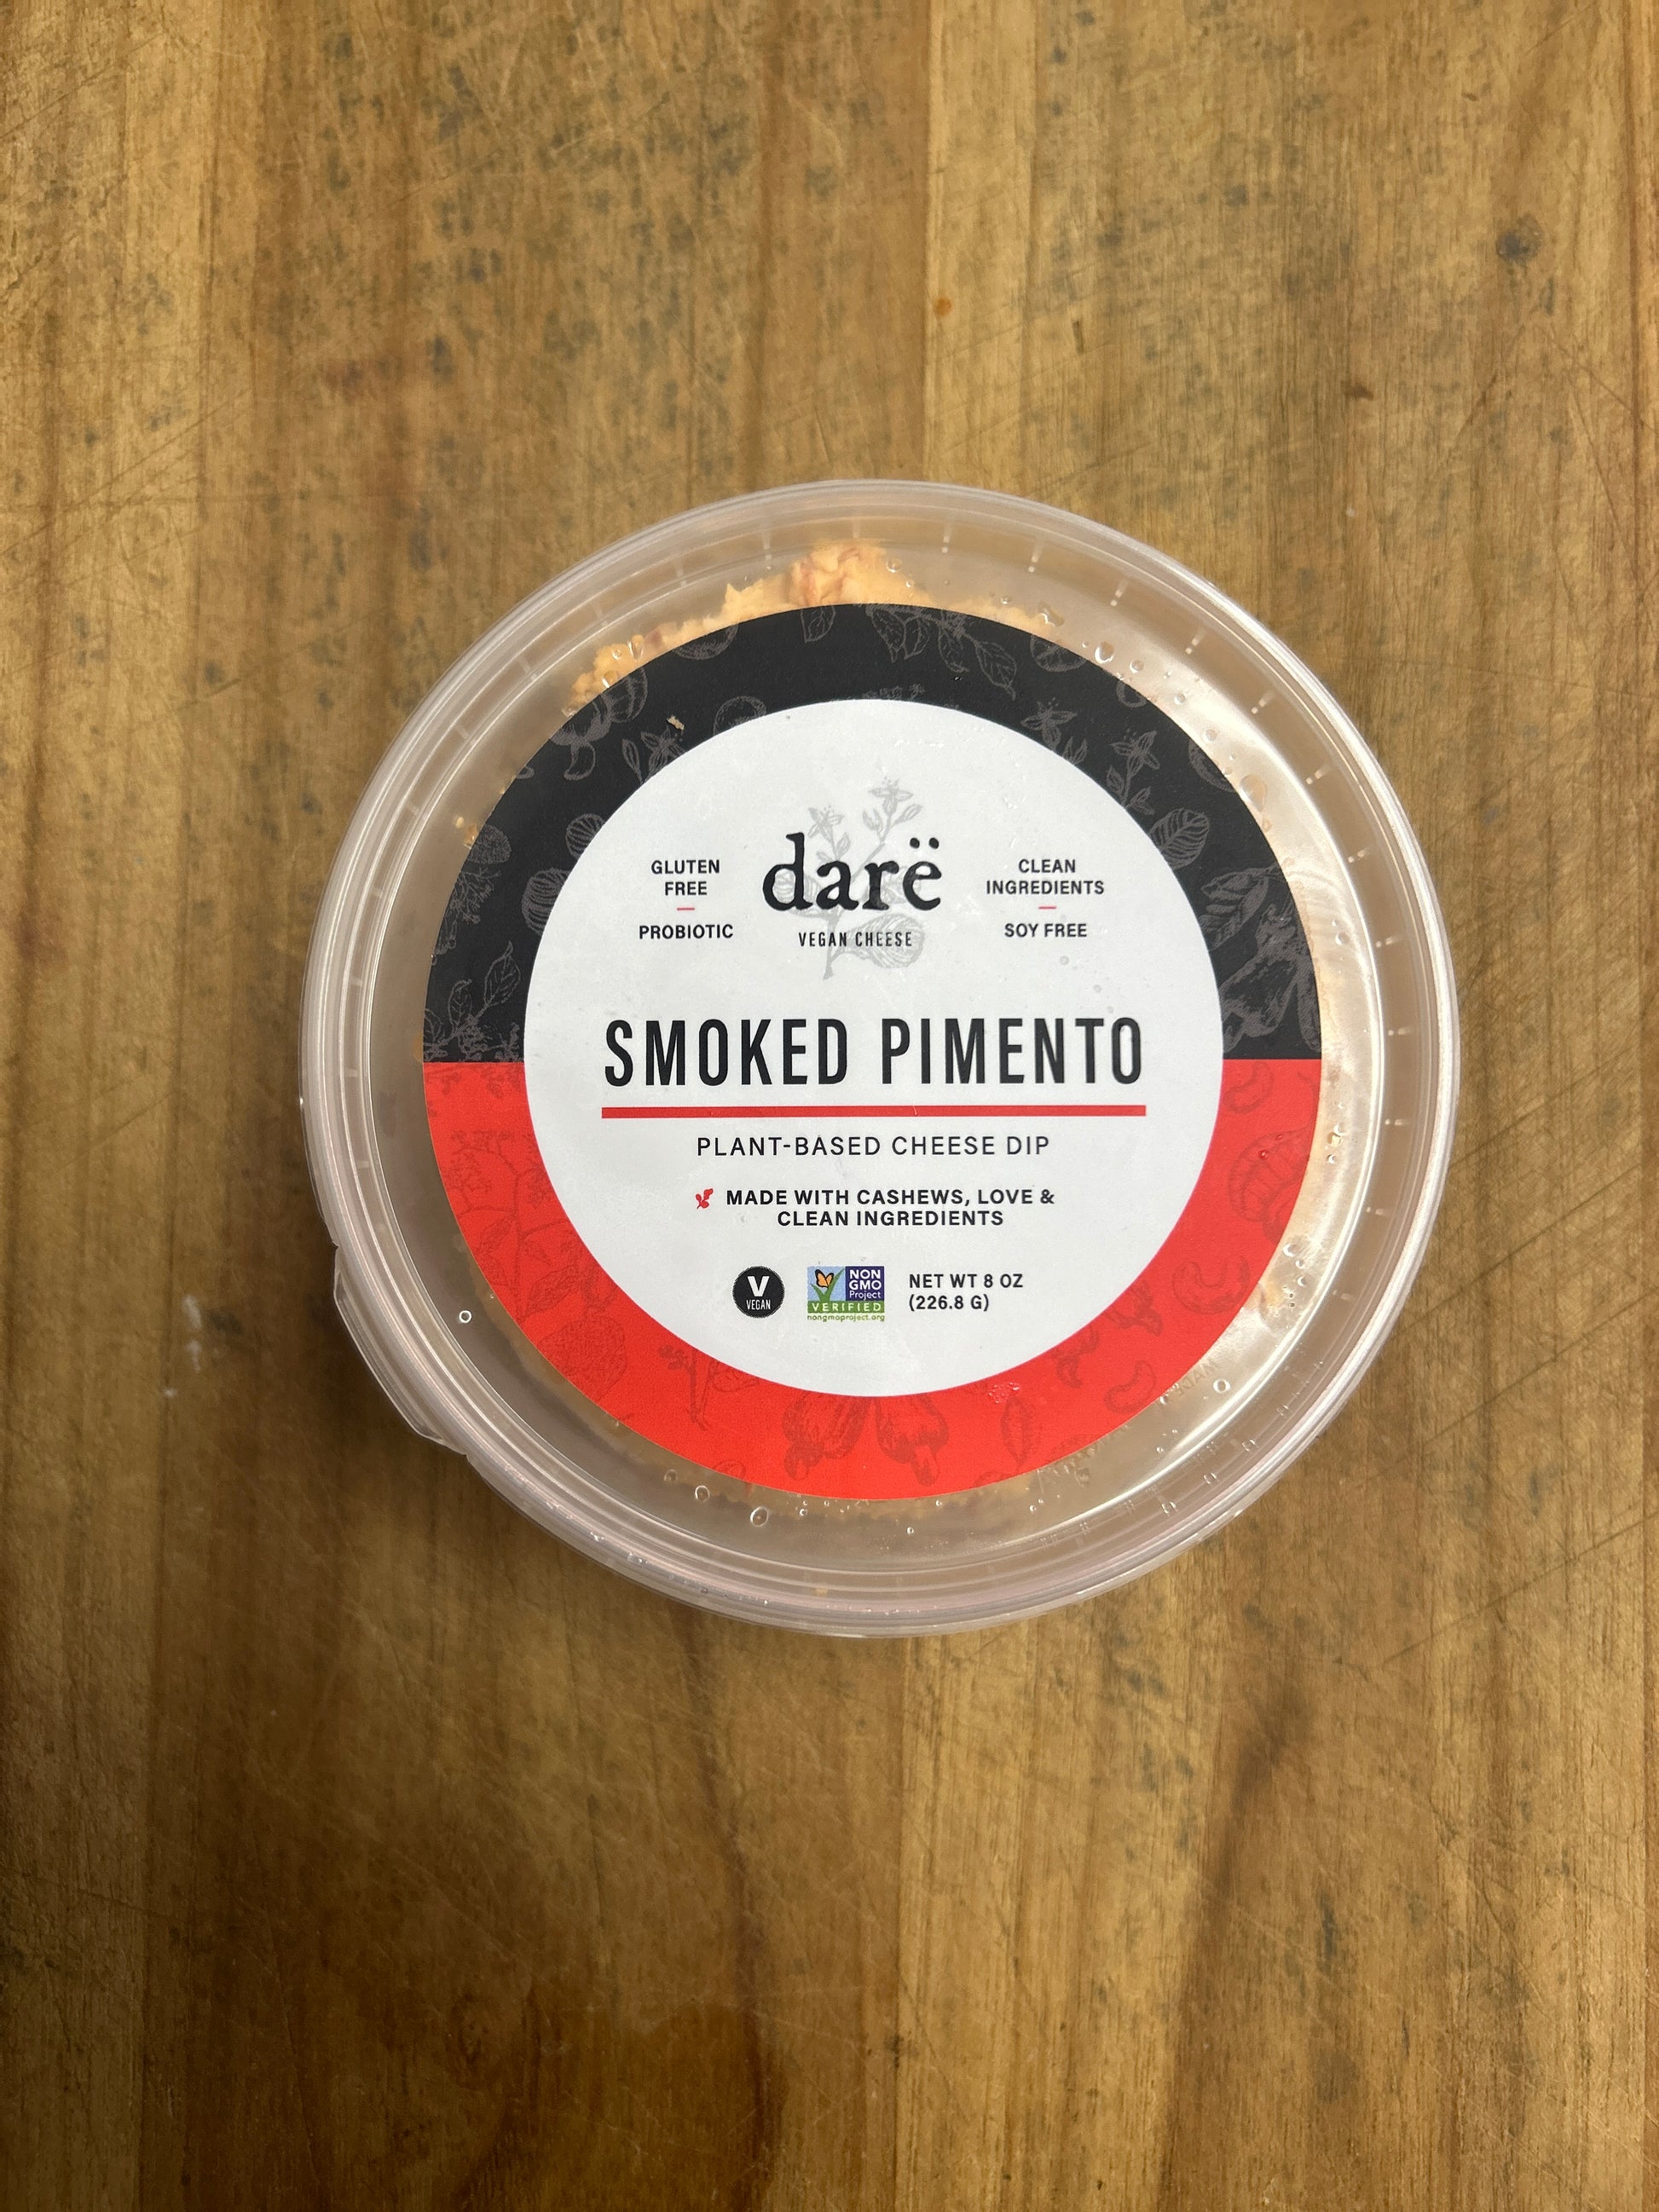 darë
VEGAN CHEESE
GLUTEN
FREE
PROBIOTIC
CLEAN
INGREDIENTS
SOY FREE
SMOKED PIMENTO
PLANT-BASED CHEESE DIP
MADE WITH CASHEWS, LOVE &
CLEAN INGREDIENTS
V
VEGAN
NON
GMO
Project
VERIFIED
nongmoproject.org
NET WT 8 OZ
(226.8 G)